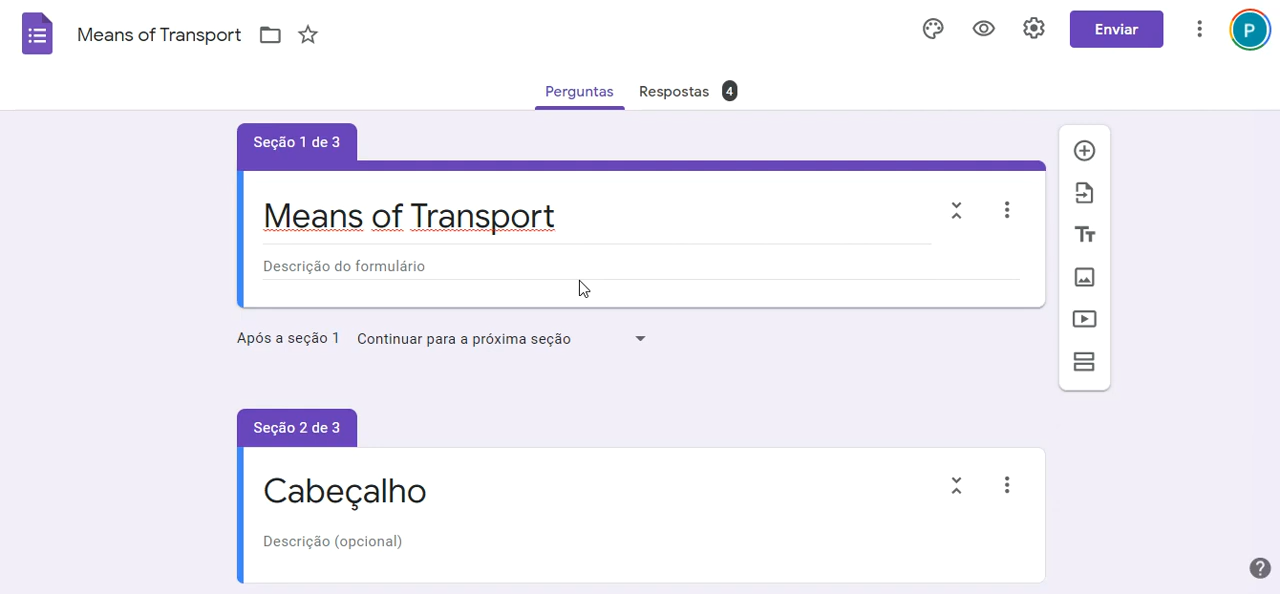 Means of Transport
Enviar
P
Perguntas
Respostas 4
Seção 1 de 3
Means of Transport
Descrição do formulário
Após a seção 1 Continuar para a próxima seção
Seção 2 de 3
Cabeçalho
Descrição (opcional)